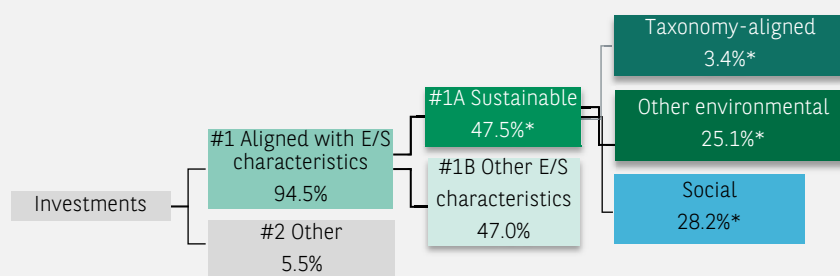 Investments
#1 Aligned with E/S
characteristics
94.5%
#2 Other
5.5%
#1A Sustainable
47.5%*
#1B Other E/S
characteristics
47.0%
Taxonomy-aligned
3.4%*
Other environmental
25.1%*
Social
28.2%*